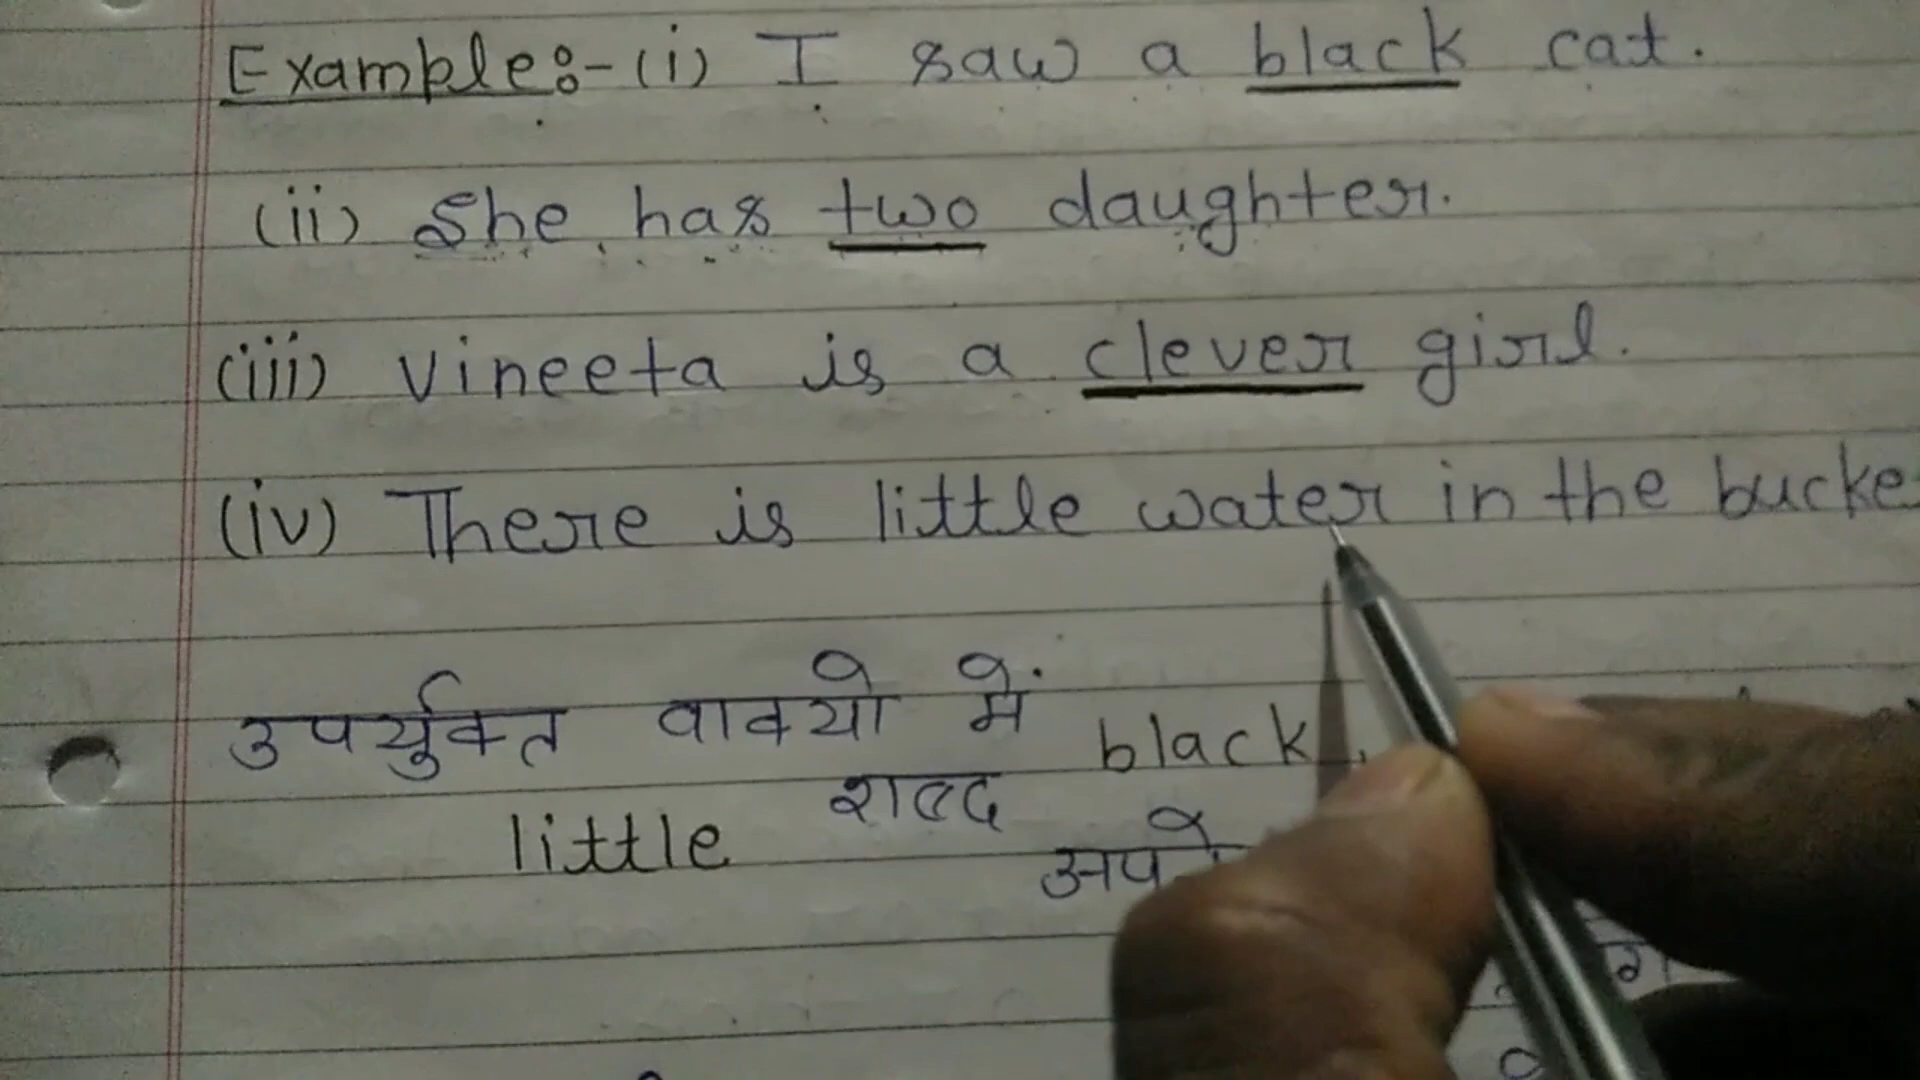 Example:-(i) I saw a black cat.
(ii) She has two daughter.
(iii) Vineeta is a clever girl.
(iv) There is little water in the bucke
उपर्युक्त वाक्यो में black,
little शब्द अपने